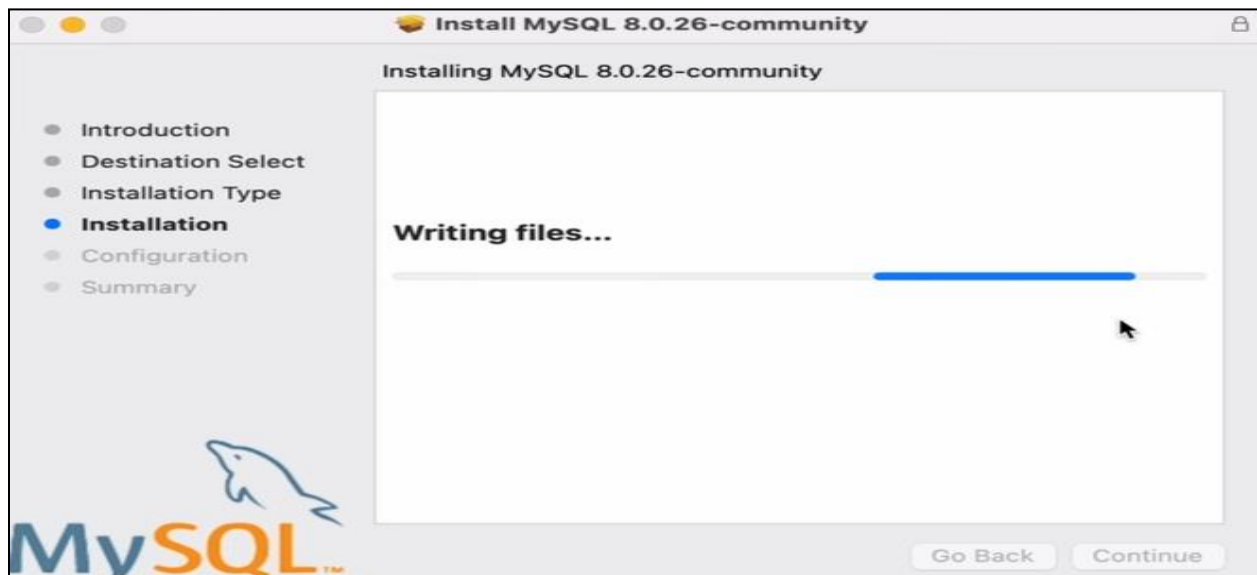 Install MySQL 8.0.26-community
Installing MySQL 8.0.26-community
Introduction
Destination Select
Installation Type
Installation
Configuration
Summary
Writing files...
MySQL™
Go Back
Continue